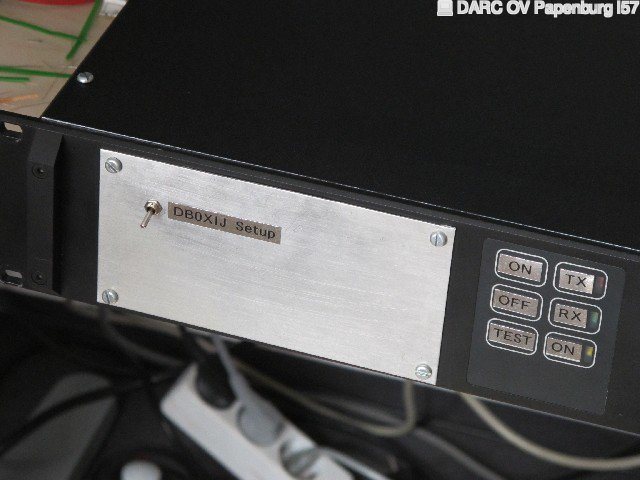 DARC OV Papenburg I57
DB0XIJ Setup
ON TX
OFF RX
TEST ON